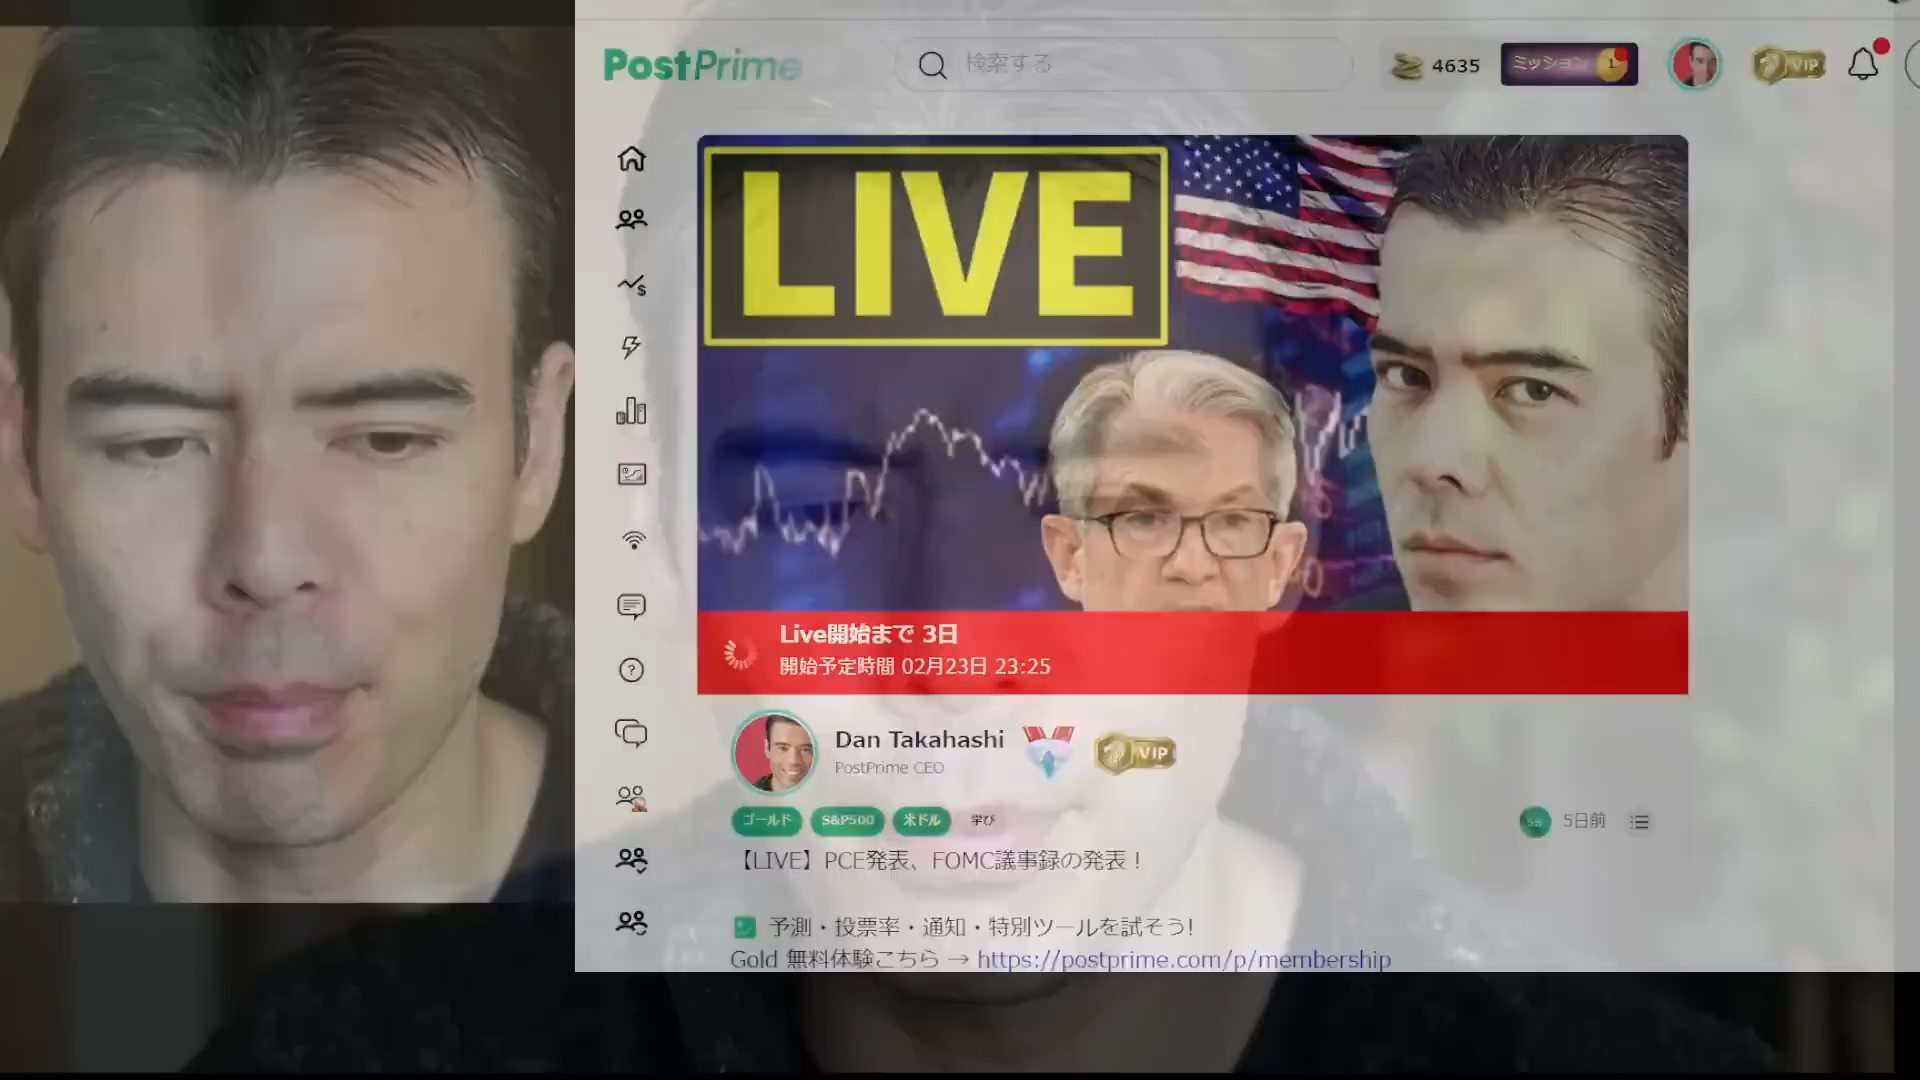 PostPrime
検索する
4635
ミッション 1
VIP
LIVE
Live開始まで 3日
開始予定時間 02月23日 23:25
Dan Takahashi
VIP
PostPrime CEO
ゴールド
S&P500
米ドル
学び
5日前
【LIVE】PCE発表、FOMC議事録の発表！
予測・投票率・通知・特別ツールを試そう!
Gold 無料体験こちら → https://postprime.com/p/membership